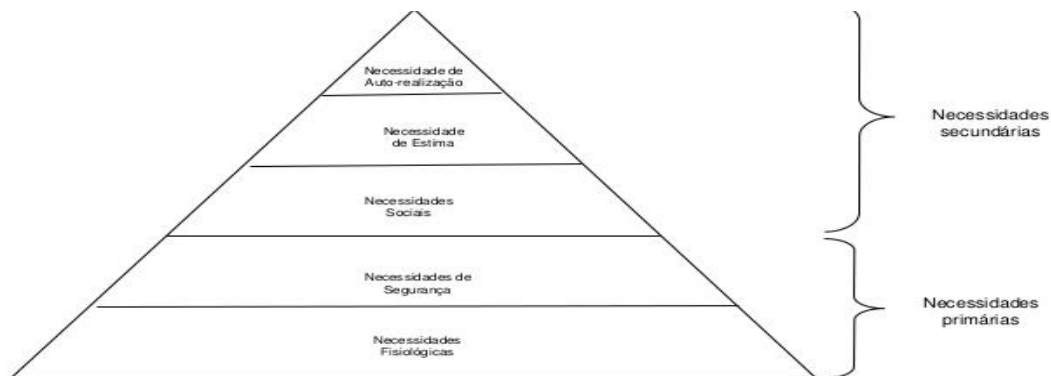 Necessidade de
Auto-realização
Necessidade
de Estima
Necessidades
Sociais
Necessidades de
Segurança
Necessidades
Fisiológicas
Necessidades
secundárias
Necessidades
primárias